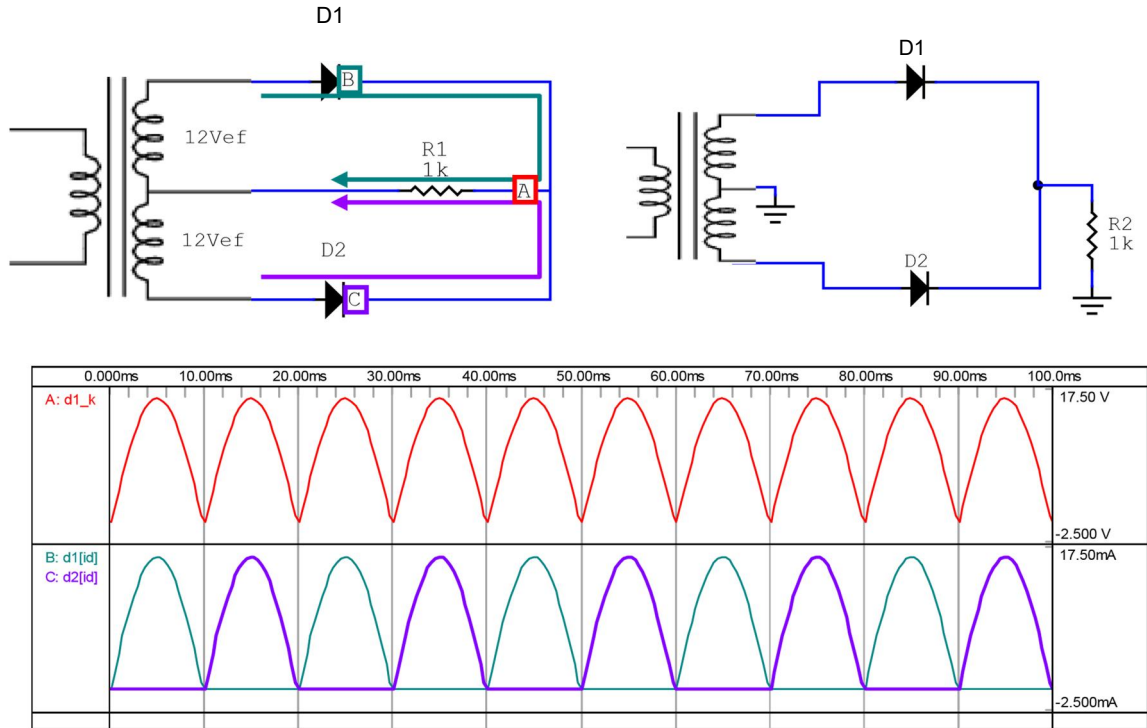 D1
B
12Vef
R1
1k
A
12Vef
D2
C
D1
R2
1k
D2
0.000ms 10.00ms 20.00ms 30.00ms 40.00ms 50.00ms 60.00ms 70.00ms 80.00ms 90.00ms 100.0ms
A: d1_k
17.50 V
-2.500 V
B: d1[id]
C: d2[id]
17.50mA
-2.500mA